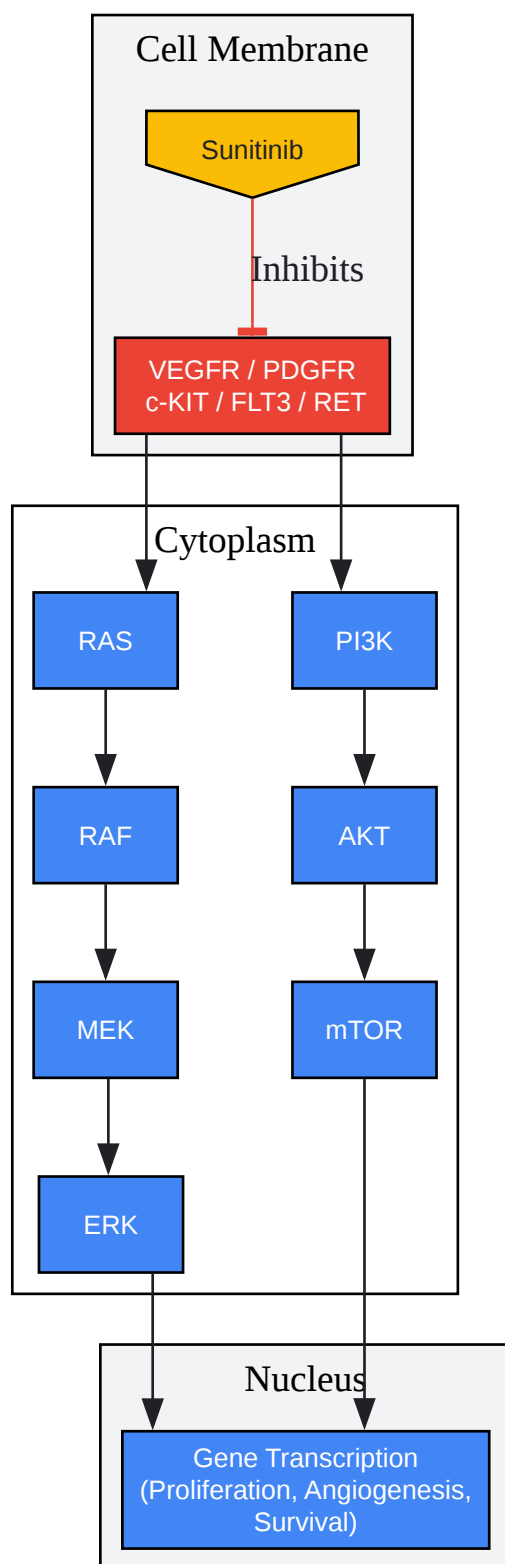 Cell Membrane
Sunitinib
Inhibits
VEGFR / PDGFR
c-KIT / FLT3 / RET
Cytoplasm
RAS
PI3K
RAF
AKT
MEK
mTOR
ERK
Nucleus
Gene Transcription
(Proliferation, Angiogenesis,
Survival)